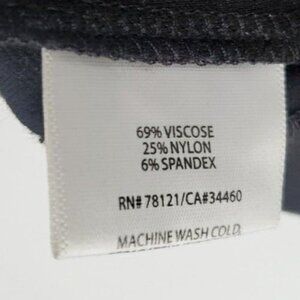 69% VISCOSE
25% NYLON
6% SPANDEX
RN# 78121/CA#34460
MACHINE WASH COLD,